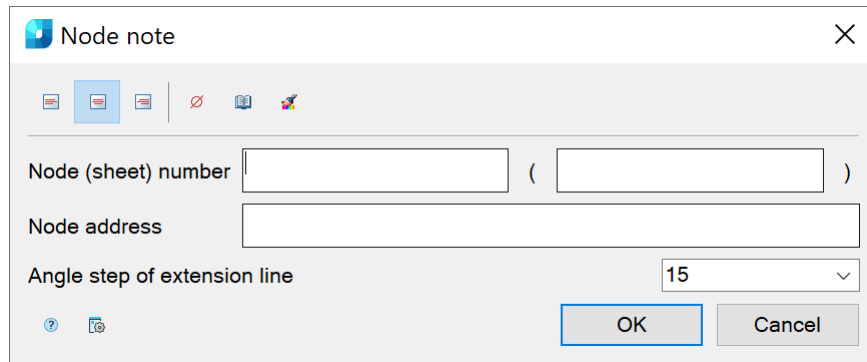 Node note
Node (sheet) number ( )
Node address
Angle step of extension line 15
OK Cancel